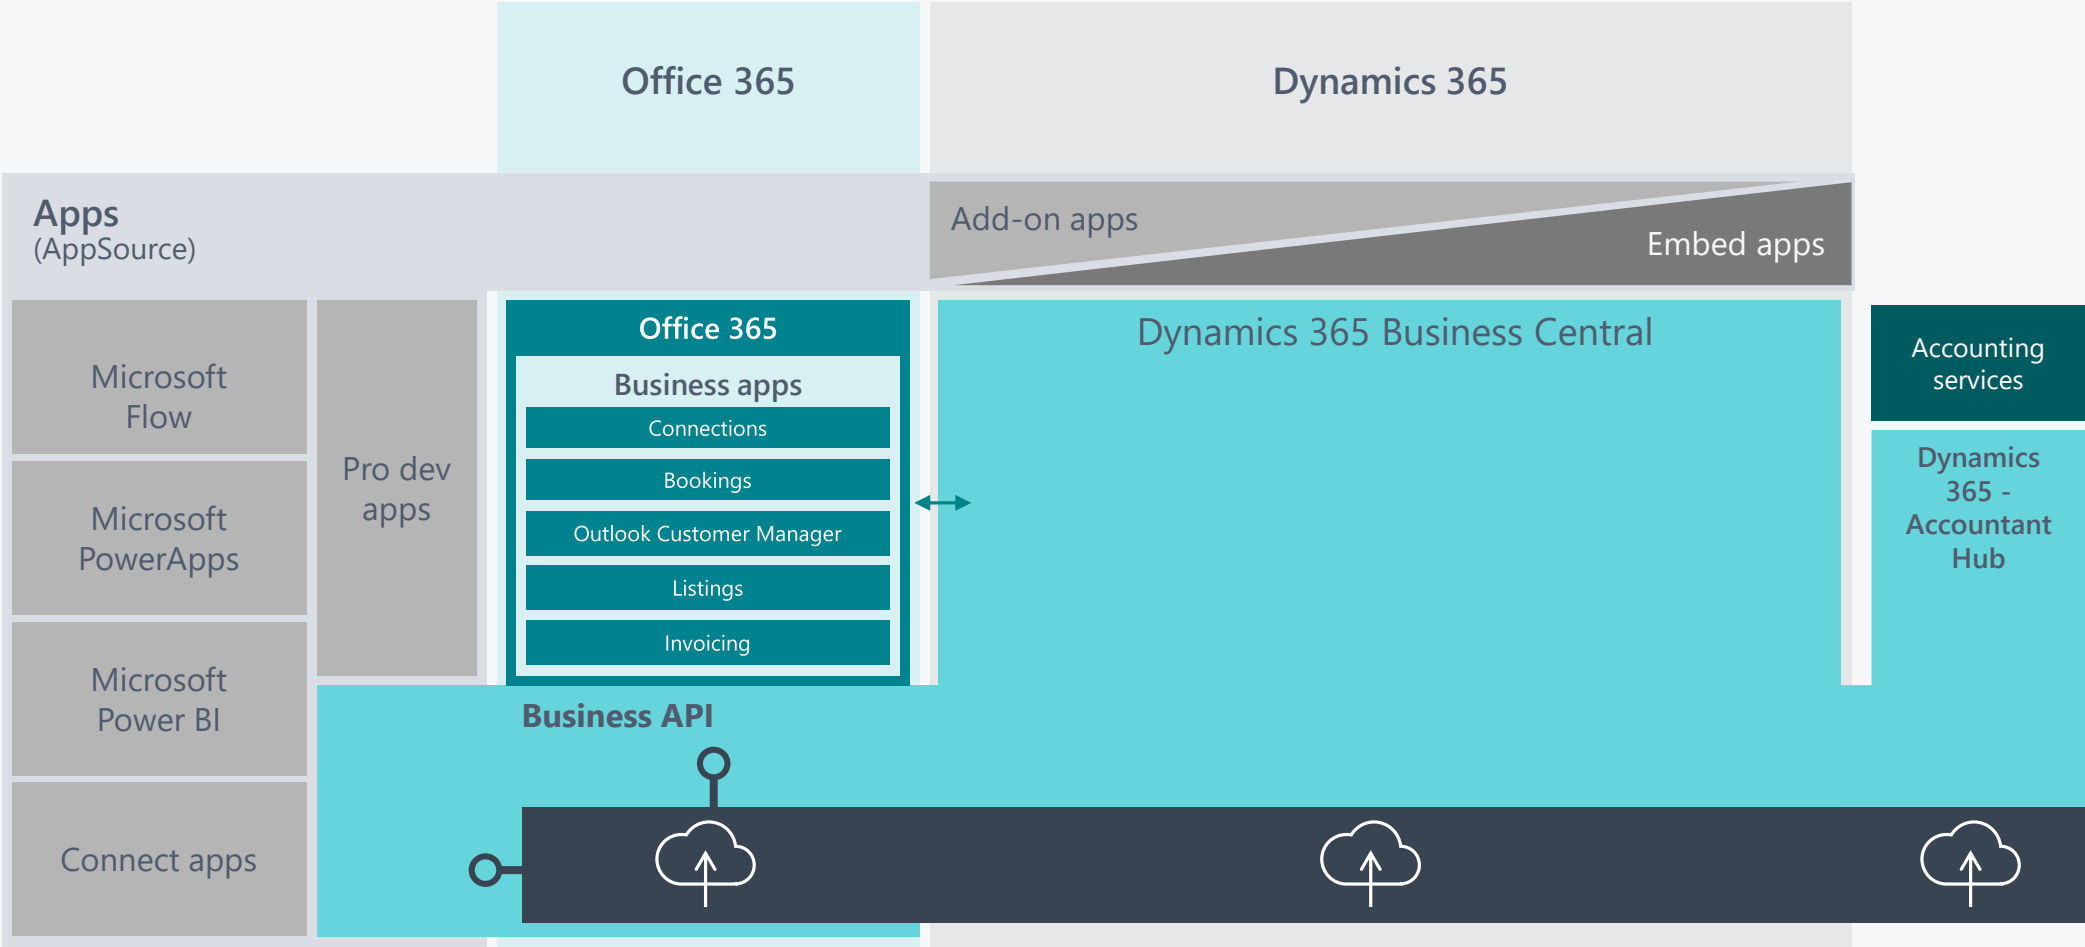 Office 365
Dynamics 365
Apps
(AppSource)
Add-on apps
Embed apps
Microsoft
Flow
Microsoft
PowerApps
Microsoft
Power BI
Connect apps
Pro dev
apps
Office 365
Business apps
Connections
Bookings
Outlook Customer Manager
Listings
Invoicing
Dynamics 365 Business Central
Accounting
services
Dynamics
365 -
Accountant
Hub
Business API